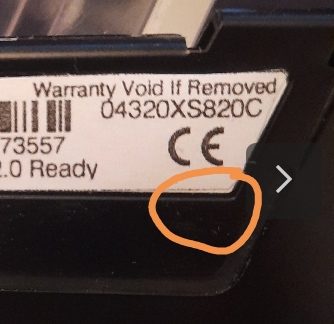 Warranty Void If Removed
04320XS820C
CE
73557
2.0 Ready